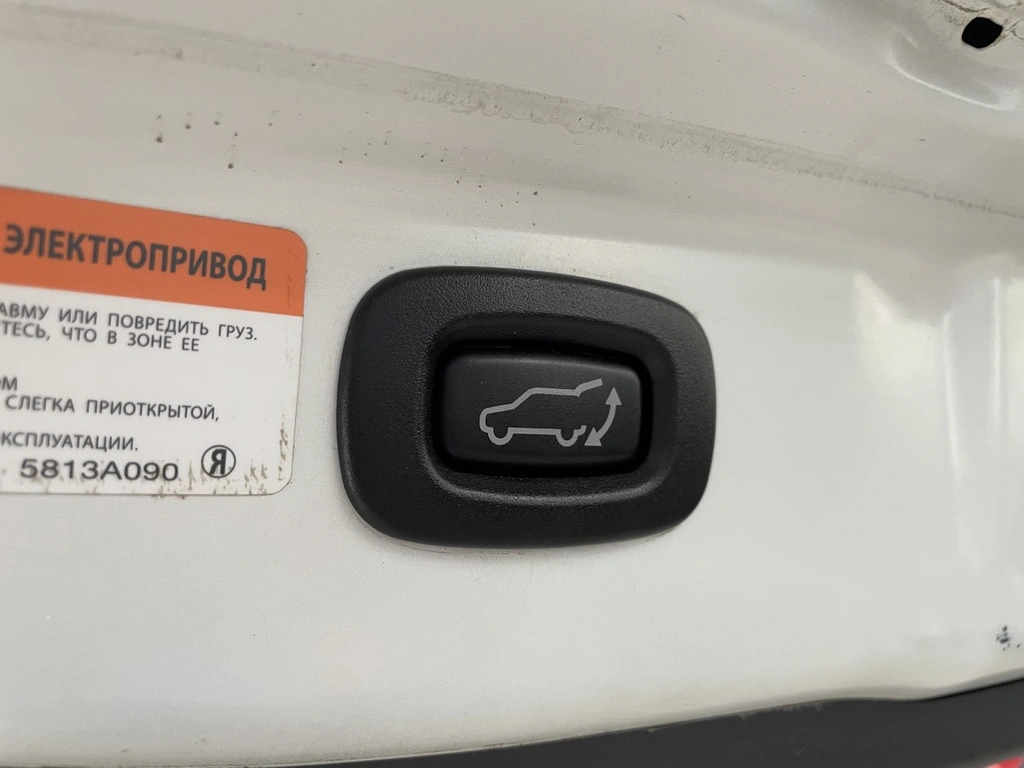 ЭЛЕКТРОПРИВОД
АВМУ ИЛИ ПОВРЕДИТЬ ГРУЗ.
ТЕСЬ, ЧТО В ЗОНЕ ЕЕ
ОМ
СЛЕГКА ПРИОТКРЫТОЙ,
КСПЛУАТАЦИИ.
5813A090 Я